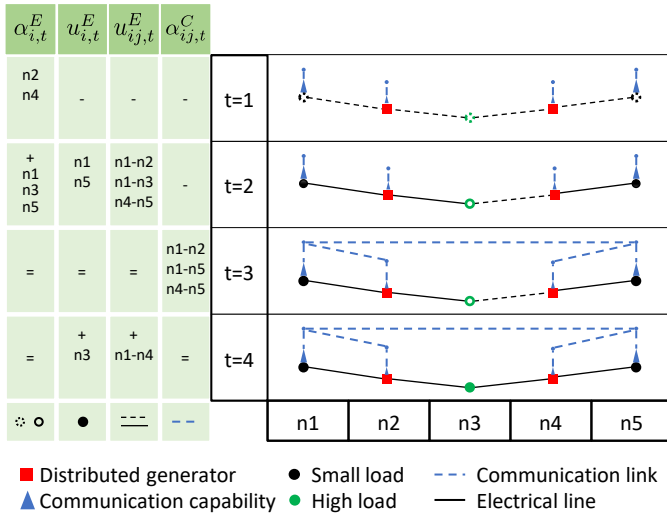 α^E_{i,t} u^E_{i,t} u^E_{ij,t} α^C_{ij,t}
n2
n4
- - -
t=1
+
n1
n3
n5
n1
n5
n1-n2
n1-n3
n4-n5
-
t=2
= = =
n1-n2
n1-n5
n4-n5
t=3
=
+
n3
+
n1-n4
=
t=4
n1 n2 n3 n4 n5
Distributed generator
Small load
Communication link
Communication capability
High load
Electrical line